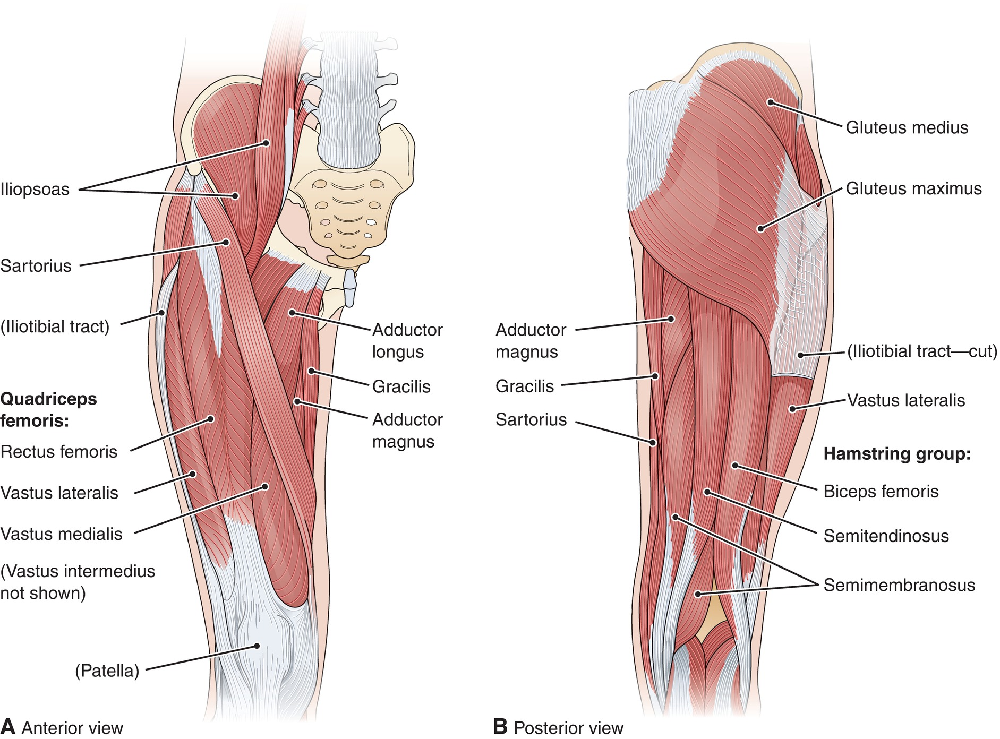 Iliopsoas
Sartorius
(Iliotibial tract)
Quadriceps
femoris:
Rectus femoris
Vastus lateralis
Vastus medialis
(Vastus intermedius
not shown)
(Patella)
Adductor
longus
Gracilis
Adductor
magnus
A Anterior view
Adductor
magnus
Gracilis
Sartorius
Gluteus medius
Gluteus maximus
(Iliotibial tract—cut)
Vastus lateralis
Hamstring group:
Biceps femoris
Semitendinosus
Semimembranosus
B Posterior view